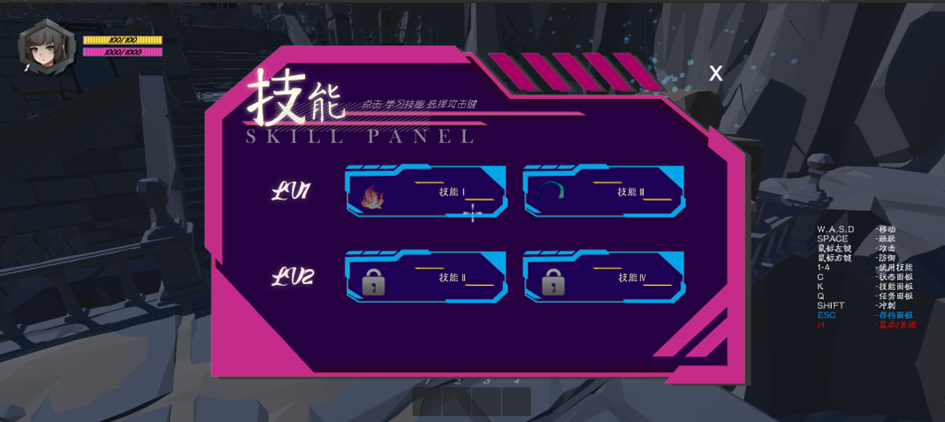 100/100
1000/1000
X
技能
点击·学习技能·选择攻击键
SKILL PANEL
LV1
技能 I
技能 III
LV2
技能 II
技能 IV
W.A.S.D -移动
SPACE -跳跃
鼠标左键 -攻击
鼠标右键 -防御
1-4 -使用技能
C -状态面板
K -技能面板
Q -任务面板
SHIFT -冲刺
ESC -存档面板
H -显示/关闭
1 2 3 4